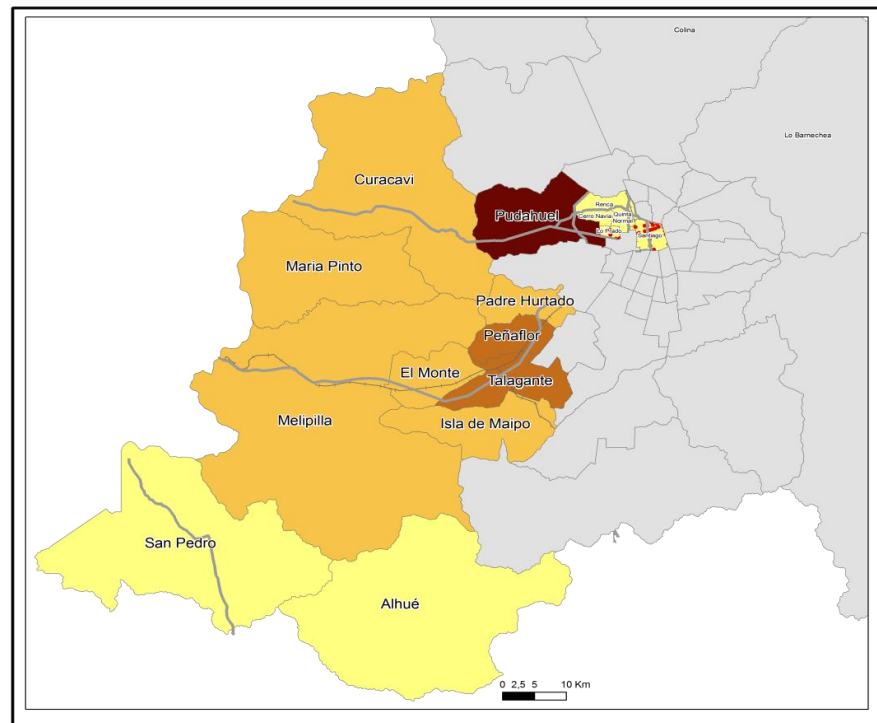 Colina
Lo Barnechea
Curacavi
Pudahuel
Renca
Cerro Navia
Quinta
Normal
Lo Prado
Santiago
Maria Pinto
Padre Hurtado
Peñaflor
El Monte
Talagante
Melipilla
Isla de Maipo
San Pedro
Alhué
0 2,5 5 10 Km